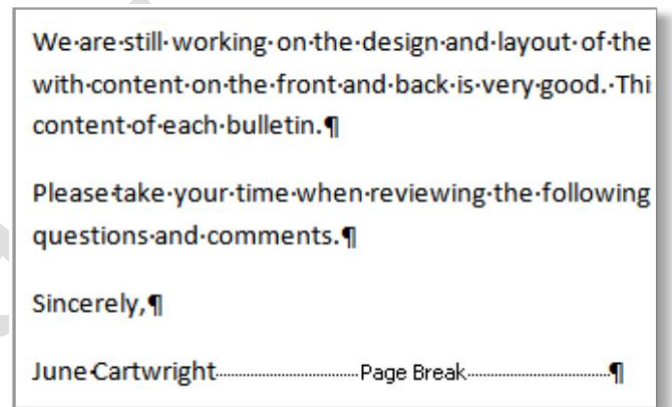 We·are·still·working·on·the·design·and·layout·of·the
with·content·on·the·front·and·back·is·very·good.·Thi
content·of·each·bulletin.¶
Please·take·your·time·when·reviewing·the·following
questions·and·comments.¶
Sincerely,¶
June·Cartwright Page Break ¶